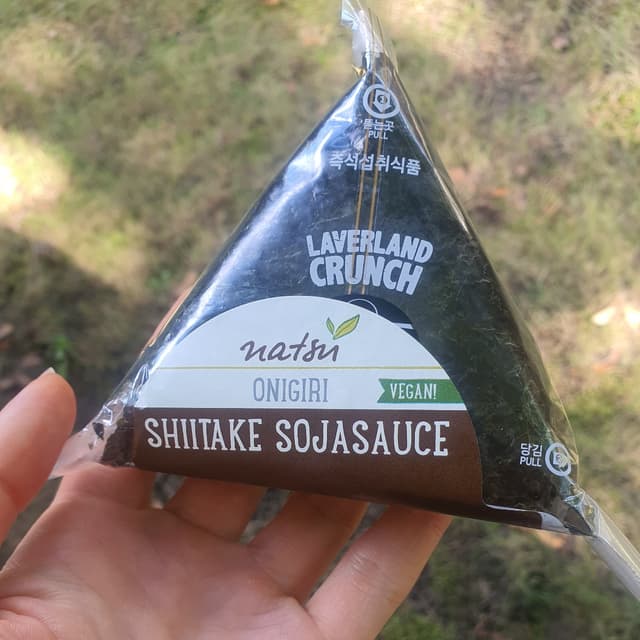 뜯는곳
PULL
즉석섭취식품
LAVERLAND
CRUNCH
natsu
ONIGIRI
VEGAN!
SHIITAKE SOJASAUCE
당김
PULL